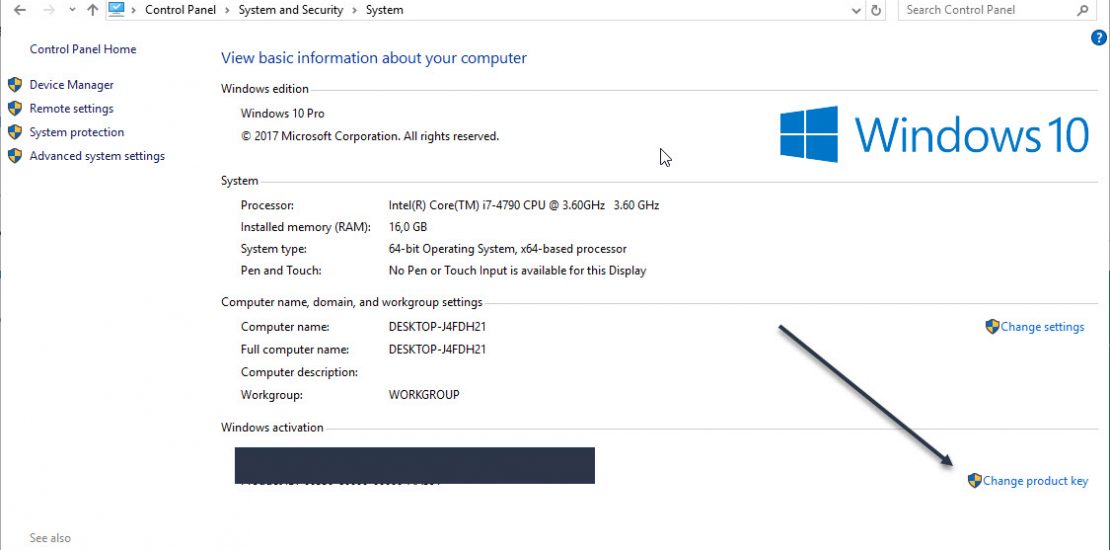 Control Panel > System and Security > System
Search Control Panel
Control Panel Home
Device Manager
Remote settings
System protection
Advanced system settings
See also
View basic information about your computer
Windows edition
Windows 10 Pro
© 2017 Microsoft Corporation. All rights reserved.
Windows 10
System
Processor: Intel(R) Core(TM) i7-4790 CPU @ 3.60GHz 3.60 GHz
Installed memory (RAM): 16,0 GB
System type: 64-bit Operating System, x64-based processor
Pen and Touch: No Pen or Touch Input is available for this Display
Computer name, domain, and workgroup settings
Computer name: DESKTOP-J4FDH21
Change settings
Full computer name: DESKTOP-J4FDH21
Computer description:
Workgroup: WORKGROUP
Windows activation
Change product key